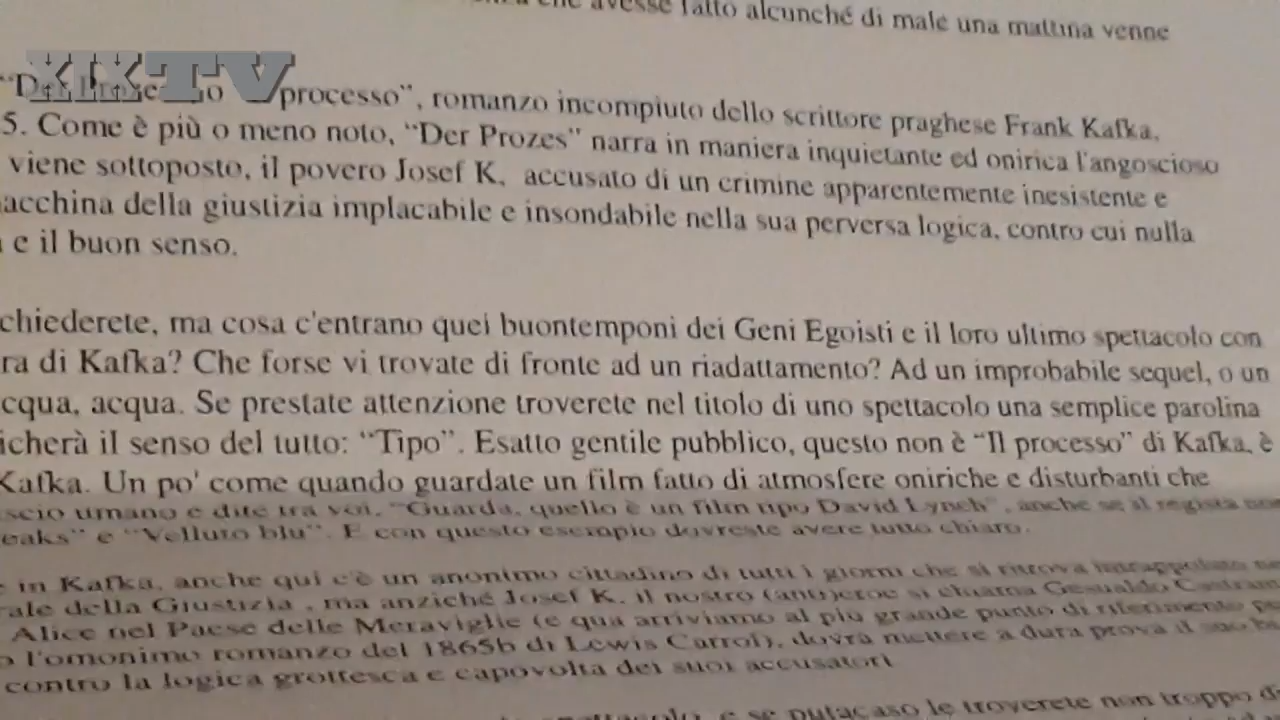 avesse fatto alcunché di male una mattina venne
XIXTV
processo”, romanzo incompiuto dello scrittore praghese Frank Kafka,
5. Come è più o meno noto, “Der Prozes” narra in maniera inquietante ed onirica l'angoscioso
viene sottoposto, il povero Josef K, accusato di un crimine apparentemente inesistente e
acchina della giustizia implacabile e insondabile nella sua perversa logica, contro cui nulla
e il buon senso.
chiederete, ma cosa c'entrano quei buontemponi dei Geni Egoisti e il loro ultimo spettacolo con
ra di Kafka? Che forse vi trovate di fronte ad un riadattamento? Ad un improbabile sequel, o un
cqua, acqua. Se prestate attenzione troverete nel titolo di uno spettacolo una semplice parolina
icherà il senso del tutto: “Tipo”. Esatto gentile pubblico, questo non è “Il processo” di Kafka, è
Kafka. Un po' come quando guardate un film fatto di atmosfere oniriche e disturbanti che
scio umano e dite tra voi, “Guarda, quello è un film tipo David Lynch”, anche se il regista non
eaks” e “Velluto blu”. E con questo esempio dovreste avere tutto chiaro.
e in Kafka, anche qui c'è un anonimo cittadino di tutti i giorni che si ritrova intrappolato
ale della Giustizia , ma anziché Josef K. il nostro (anti)eroe si chiama Gesualdo
Alice nel Paese delle Meraviglie (e qua arriviamo al più grande punto di riferimento
o l'omonimo romanzo del 1865b di Lewis Carrol), dovrà mettere a dura prova il suo
contro la logica grottesca e capovolta dei suoi accusatori
e se putacaso le troverete non troppo